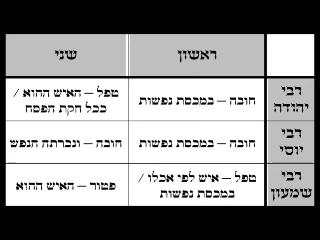 ראשון
שני
רבי
יהודה
חובה – במכסת נפשות
טפל – האיש ההוא /
ככל חקת הפסח
רבי
יוסי
חובה – במכסת נפשות
חובה – ונכרתה הנפש
רבי
שמעון
טפל – איש לפי אכלו /
במכסת נפשות
פטור – האיש ההוא